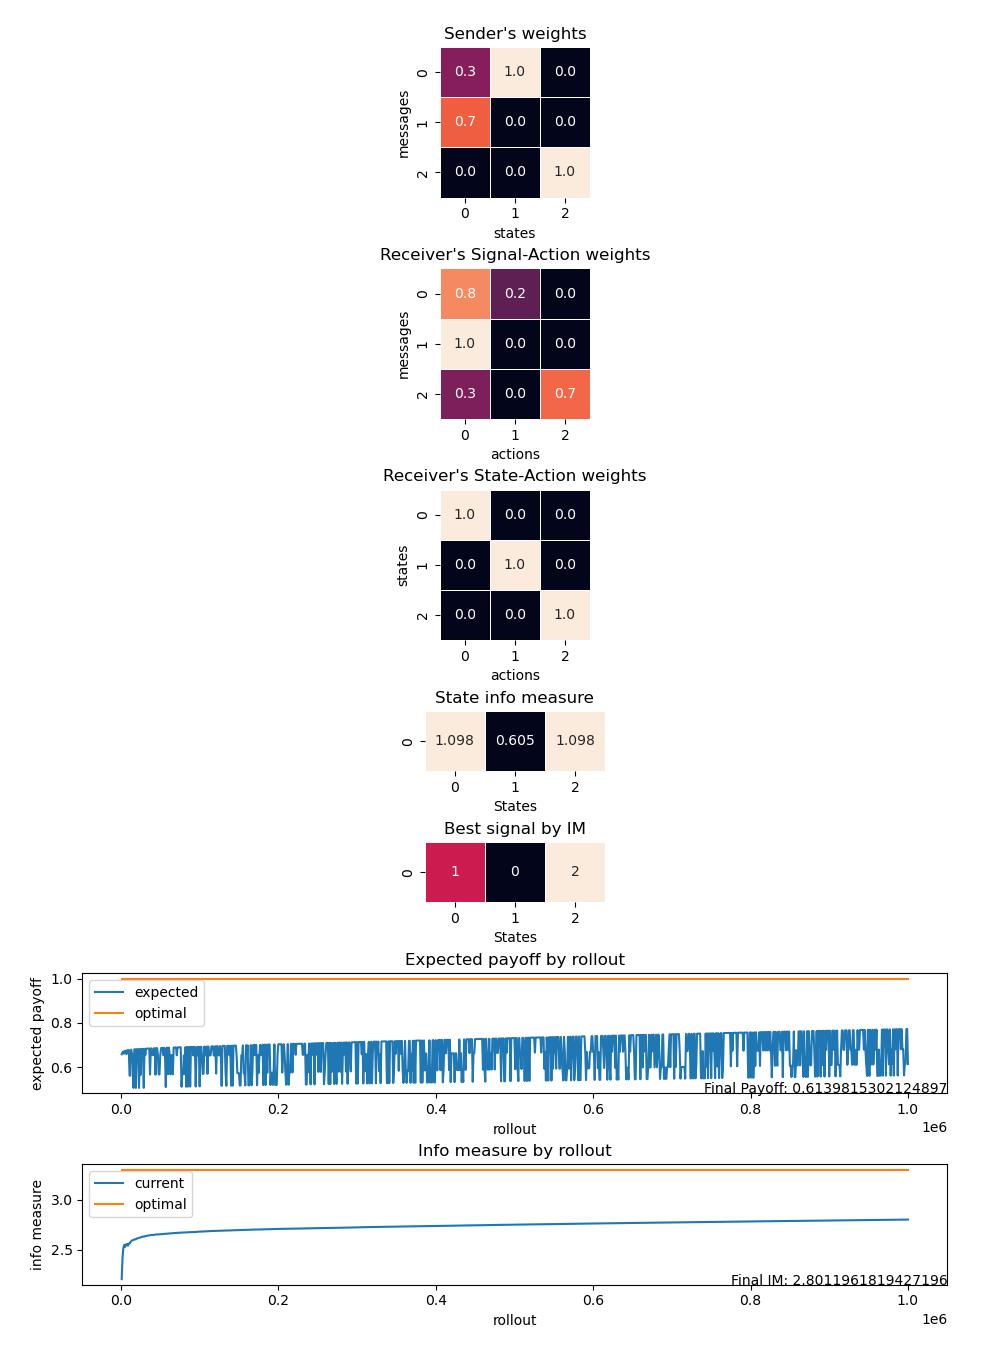 Sender's weights
0.3 1.0 0.0
0.7 0.0 0.0
0.0 0.0 1.0
0
1
2
messages
0 1 2
states
Receiver's Signal-Action weights
0.8 0.2 0.0
1.0 0.0 0.0
0.3 0.0 0.7
0
1
2
messages
0 1 2
actions
Receiver's State-Action weights
1.0 0.0 0.0
0.0 1.0 0.0
0.0 0.0 1.0
0
1
2
states
0 1 2
actions
State info measure
0
1.098 0.605 1.098
0 1 2
States
Best signal by IM
0
1 0 2
0 1 2
States
Expected payoff by rollout
expected payoff
1.0
0.8
0.6
expected
optimal
Final Payoff: 0.6139815302124897
0.0 0.2 0.4 0.6 0.8 1.0
1e6
rollout
Info measure by rollout
info measure
3.0
2.5
current
optimal
Final IM: 2.8011961819427196
0.0 0.2 0.4 0.6 0.8 1.0
1e6
rollout